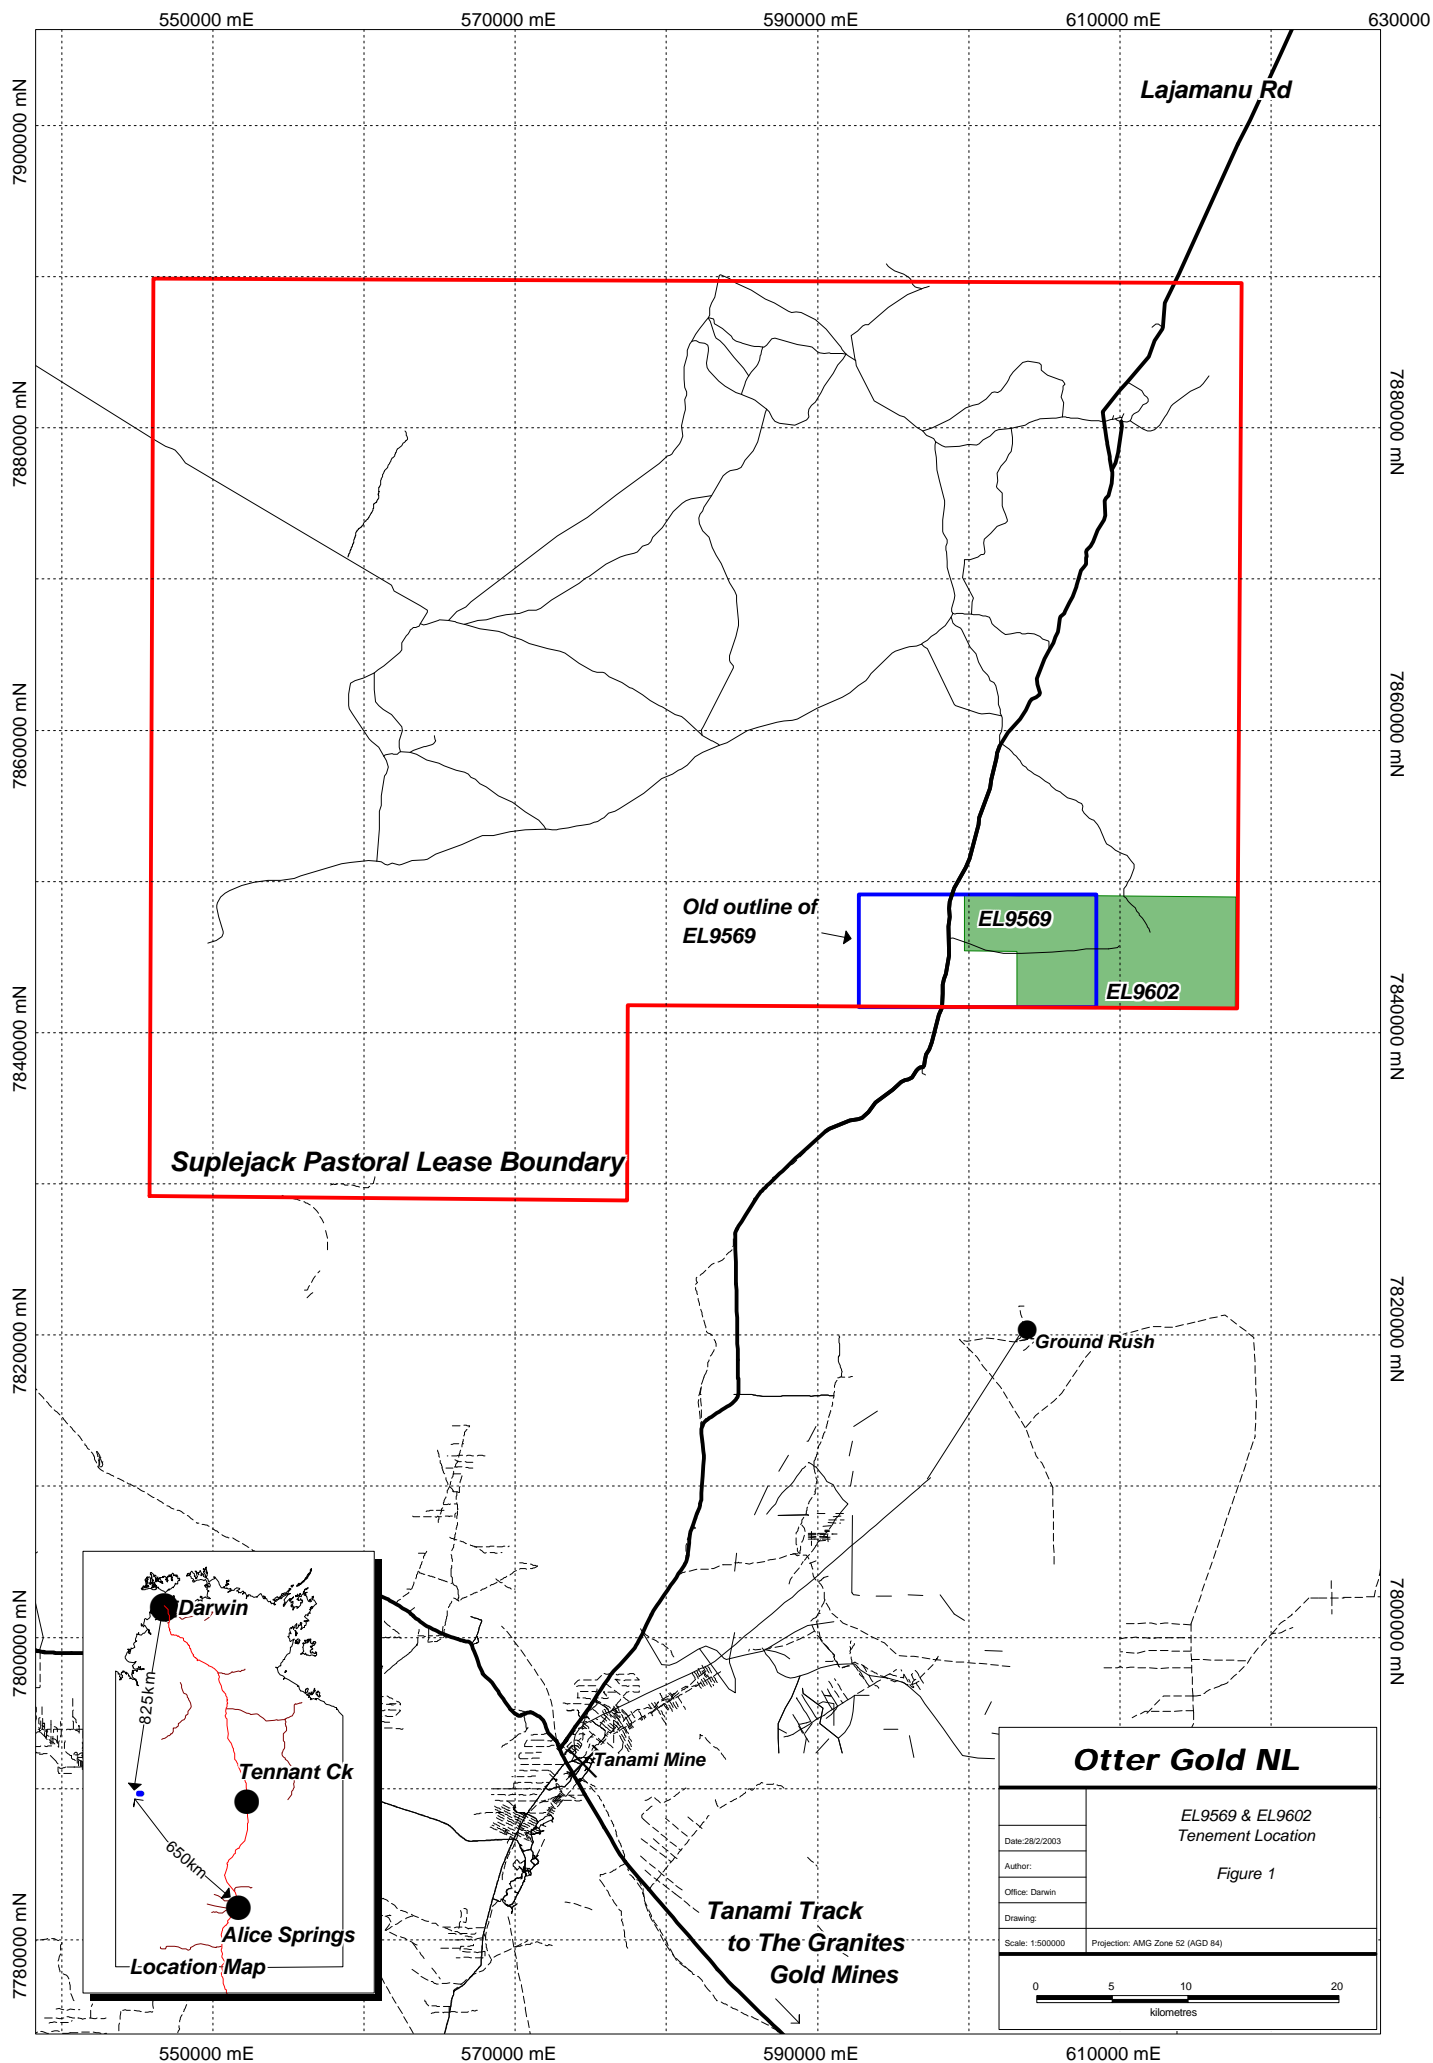 550000 mE
570000 mE
590000 mE
610000 mE
630000
Lajamanu Rd
7900000 mN
7880000 mN
7880000 mN
7860000 mN
7860000 mN
Old outline of
EL9569
EL9569
EL9602
7840000 mN
7840000 mN
Suplejack Pastoral Lease Boundary
7820000 mN
7820000 mN
Ground Rush
7800000 mN
7800000 mN
Darwin
825km
Tennant Ck
650km
Alice Springs
Location Map
Tanami Mine
Tanami Track
to The Granites
Gold Mines
7780000 mN
Otter Gold NL
EL9569 & EL9602
Tenement Location
Figure 1
Date:28/2/2003
Author:
Office: Darwin
Drawing:
Scale: 1:500000
Projection: AMG Zone 52 (AGD 84)
0
5
10
20
kilometres
550000 mE
570000 mE
590000 mE
610000 mE